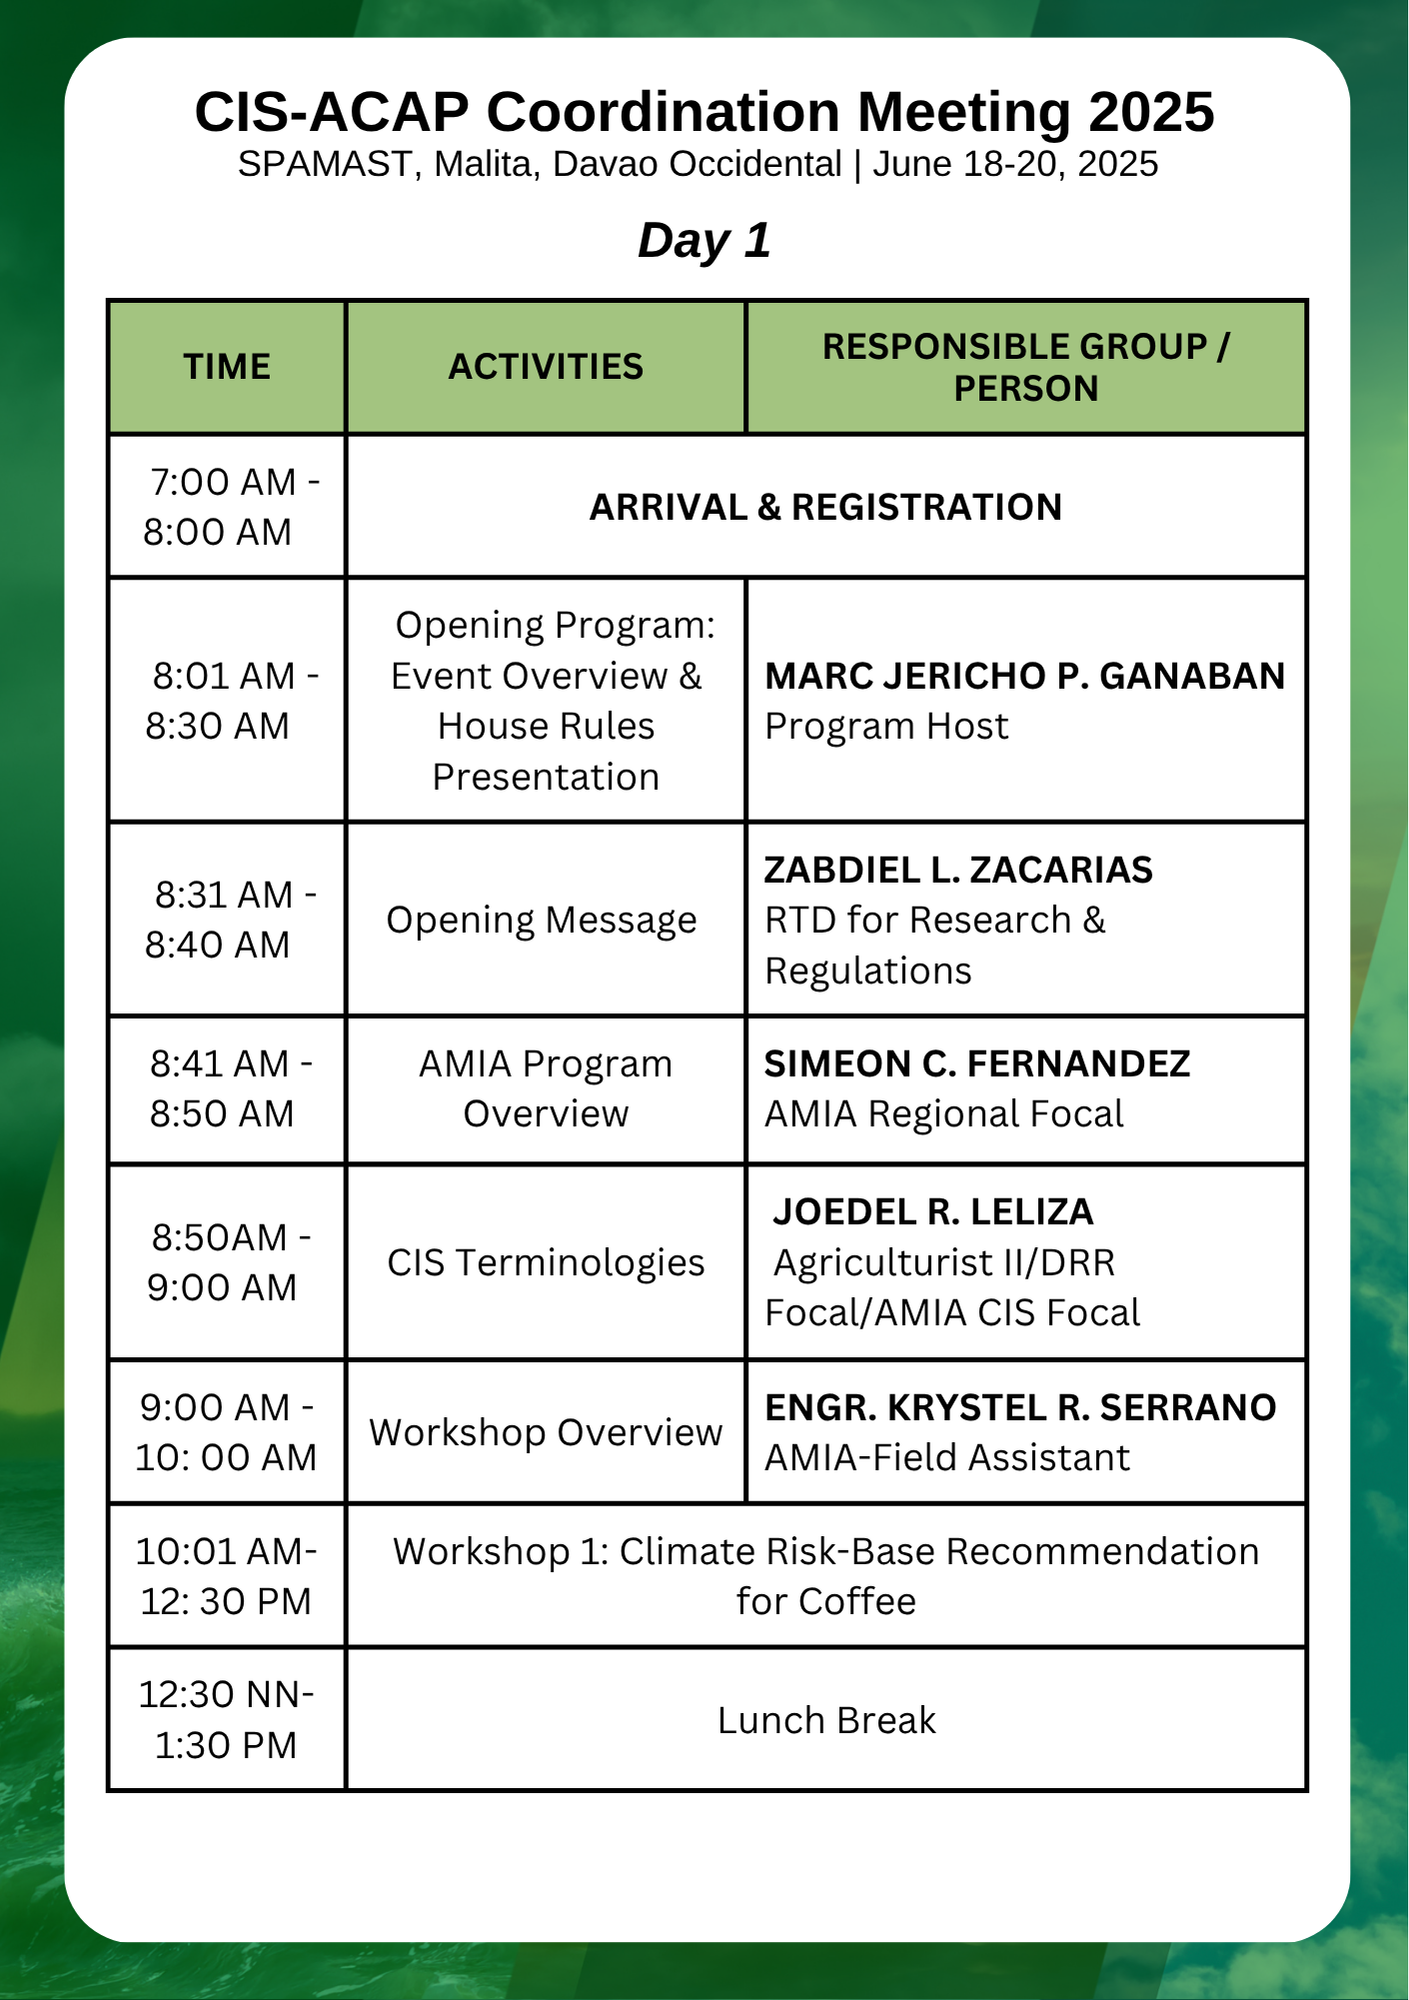 CIS-ACAP Coordination Meeting 2025
SPAMAST, Malita, Davao Occidental | June 18-20, 2025
Day 1
TIME
ACTIVITIES
RESPONSIBLE GROUP /
PERSON
7:00 AM -
8:00 AM
ARRIVAL & REGISTRATION
8:01 AM -
8:30 AM
Opening Program:
Event Overview &
House Rules
Presentation
MARC JERICHO P. GANABAN
Program Host
8:31 AM -
8:40 AM
Opening Message
ZABDIEL L. ZACARIAS
RTD for Research &
Regulations
8:41 AM -
8:50 AM
AMIA Program
Overview
SIMEON C. FERNANDEZ
AMIA Regional Focal
8:50AM -
9:00 AM
CIS Terminologies
JOEDEL R. LELIZA
Agriculturist II/DRR
Focal/AMIA CIS Focal
9:00 AM -
10: 00 AM
Workshop Overview
ENGR. KRYSTEL R. SERRANO
AMIA-Field Assistant
10:01 AM-
12: 30 PM
Workshop 1: Climate Risk-Base Recommendation
for Coffee
12:30 NN-
1:30 PM
Lunch Break